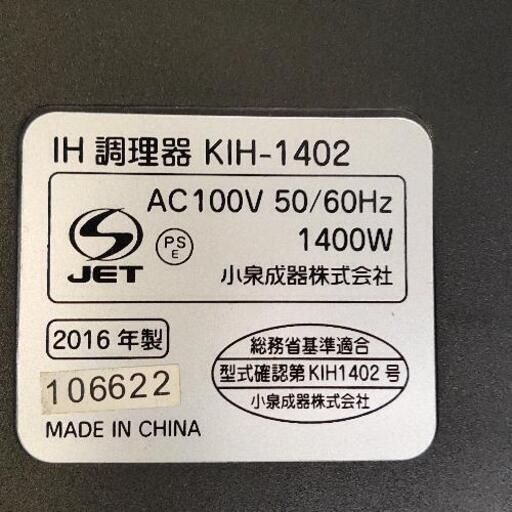 IH 調理器 KIH-1402
AC100V 50/60Hz
1400W
JET
PS
E
小泉成器株式会社
2016 年製
106622
MADE IN CHINA
総務省基準適合
型式確認第 KIH1402 号
小泉成器株式会社